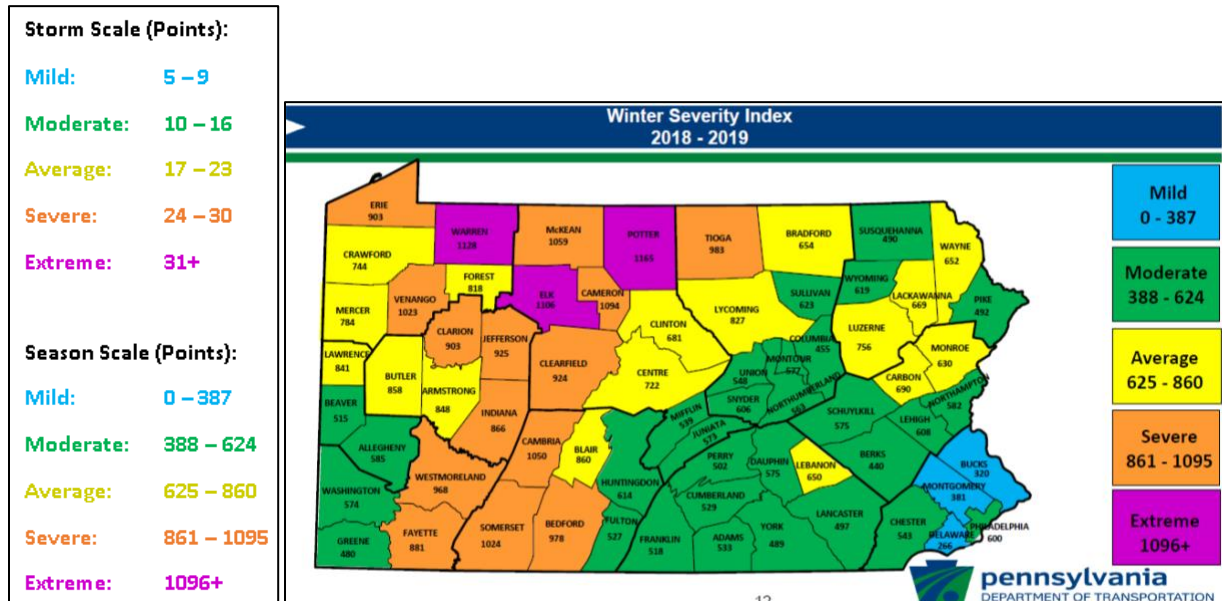 Storm Scale (Points):
Mild: 5 – 9
Moderate: 10 – 16
Average: 17 – 23
Severe: 24 – 30
Extreme: 31+
Season Scale (Points):
Mild: 0 – 387
Moderate: 388 – 624
Average: 625 – 860
Severe: 861 – 1095
Extreme: 1096+
Winter Severity Index
2018 - 2019
ERIE
903
WARREN
1128
McKEAN
1059
POTTER
1165
TIOGA
983
BRADFORD
654
SUSQUEHANNA
490
WAYNE
652
CRAWFORD
744
FOREST
818
ELK
1106
CAMERON
1094
SULLIVAN
623
WYOMING
619
LACKAWANNA
669
PIKE
492
MERCER
784
VENANGO
1023
CLINTON
681
LYCOMING
827
CLARION
903
JEFFERSON
925
COLUMBIA
455
LUZERNE
756
MONROE
630
LAWRENCE
841
BUTLER
858
ARMSTRONG
848
CLEARFIELD
924
CENTRE
722
UNION
548
MONTOUR
577
CARBON
690
NORTHAMPTON
582
BEAVER
515
INDIANA
866
SNYDER
606
NORTHUMBERLAND
563
MIFFLIN
539
JUNIATA
573
SCHUYLKILL
575
LEHIGH
608
ALLEGHENY
585
CAMBRIA
1050
BLAIR
860
HUNTINGDON
614
PERRY
502
DAUPHIN
575
LEBANON
650
BERKS
440
BUCKS
320
MONTGOMERY
381
WASHINGTON
574
WESTMORELAND
968
CUMBERLAND
529
LANCASTER
497
CHESTER
543
PHILADELPHIA
600
DELAWARE
266
GREENE
480
FAYETTE
881
SOMERSET
1024
BEDFORD
978
FULTON
527
FRANKLIN
518
ADAMS
533
YORK
489
Mild
0 - 387
Moderate
388 - 624
Average
625 - 860
Severe
861 - 1095
Extreme
1096+
pennsylvania
DEPARTMENT OF TRANSPORTATION